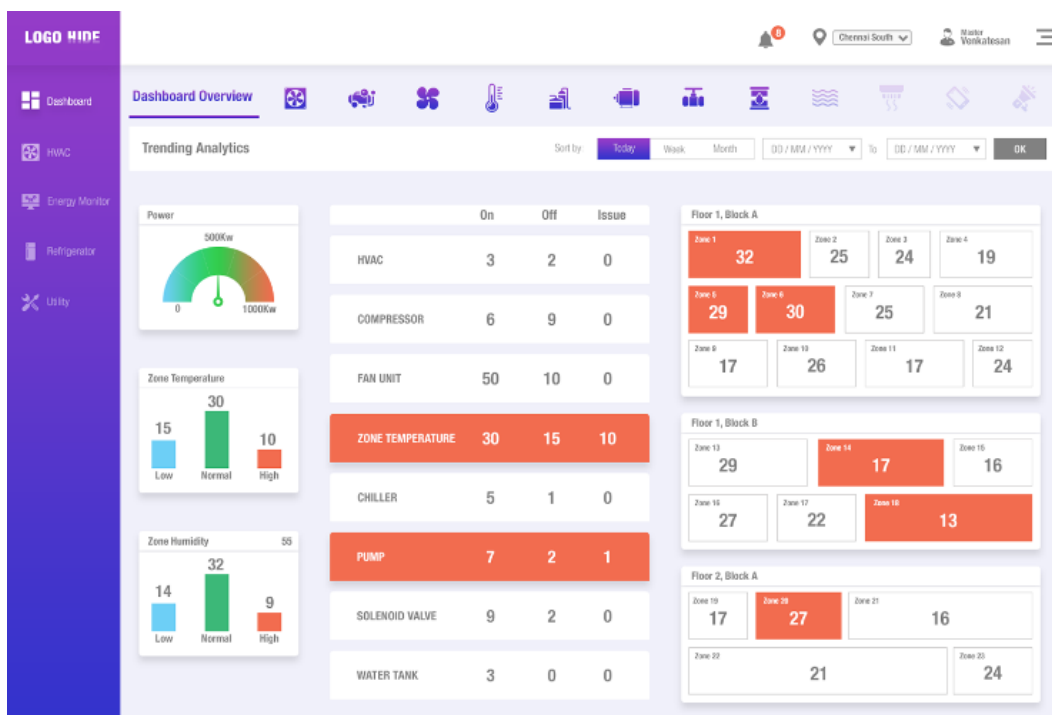 LOGO HIDE
8
Chennai South
Master
Venkatesan
Dashboard
HVAC
Energy Monitor
Refrigerator
Utility
Dashboard Overview
Trending Analytics
Sort by:
Today
Week
Month
DD / MM / YYYY
To
DD / MM / YYYY
OK
Power
500Kw
0
1000Kw
Zone Temperature
15
30
10
Low Normal High
Zone Humidity 55
14
32
9
Low Normal High
On Off Issue
HVAC 3 2 0
COMPRESSOR 6 9 0
FAN UNIT 50 10 0
ZONE TEMPERATURE 30 15 10
CHILLER 5 1 0
PUMP 7 2 1
SOLENOID VALVE 9 2 0
WATER TANK 3 0 0
Floor 1, Block A
Zone 1
32
Zone 2
25
Zone 3
24
Zone 4
19
Zone 5
29
Zone 6
30
Zone 7
25
Zone 8
21
Zone 9
17
Zone 10
26
Zone 11
17
Zone 12
24
Floor 1, Block B
Zone 13
29
Zone 14
17
Zone 15
16
Zone 16
27
Zone 17
22
Zone 18
13
Floor 2, Block A
Zone 19
17
Zone 20
27
Zone 21
16
Zone 22
21
Zone 23
24